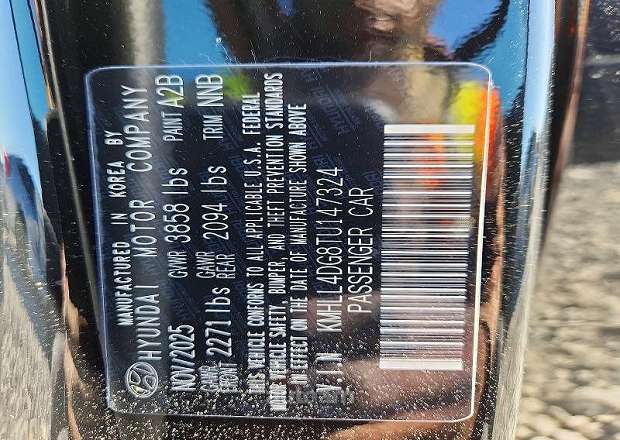 MANUFACTURED IN KOREA BY
HYUNDAI MOTOR COMPANY
NOV/2025 GVWR 3858 lbs PAINT A2B
GAWR FRONT 2271lbs GAWR REAR 2094 lbs TRIM NNB
THIS VEHICLE CONFORMS TO ALL APPLICABLE U.S.A. FEDERAL
MOTOR VEHICLE SAFETY, BUMPER, AND THEFT PREVENTION STANDARDS
IN EFFECT ON THE DATE OF MANUFACTURE SHOWN ABOVE
V.I.N KMHLL4DG8TU147324
PASSENGER CAR